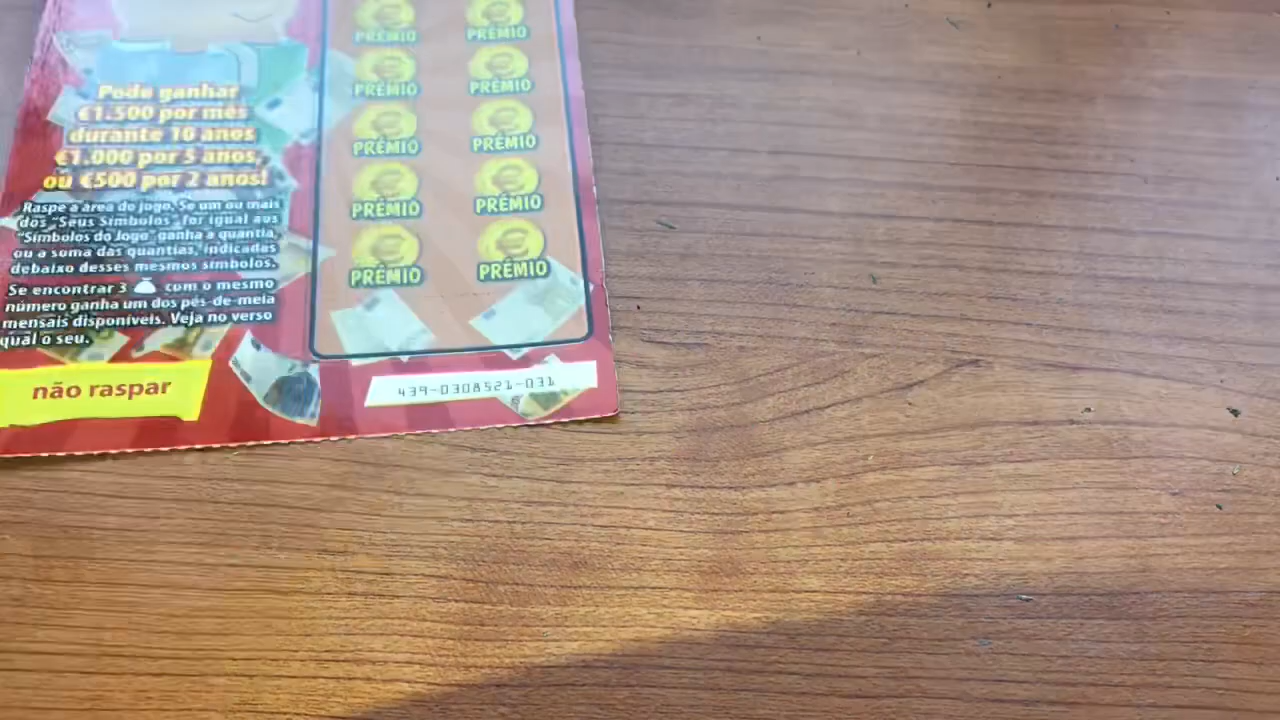 Pode ganhar
€1.500 por mês
durante 10 anos
€1.000 por 5 anos,
ou €500 por 2 anos!
Raspe a área do jogo. Se um ou mais
dos "Seus Símbolos" for igual aos
"Símbolos do Jogo" ganha a quantia,
ou a soma das quantias, indicadas
debaixo desses mesmos símbolos.
Se encontrar 3 com o mesmo
número ganha um dos pés-de-meia
mensais disponíveis. Veja no verso
qual o seu.
não raspar
PRÉMIO PRÉMIO
PRÉMIO PRÉMIO
PRÉMIO PRÉMIO
PRÉMIO PRÉMIO
PRÉMIO PRÉMIO
439-0308521-031